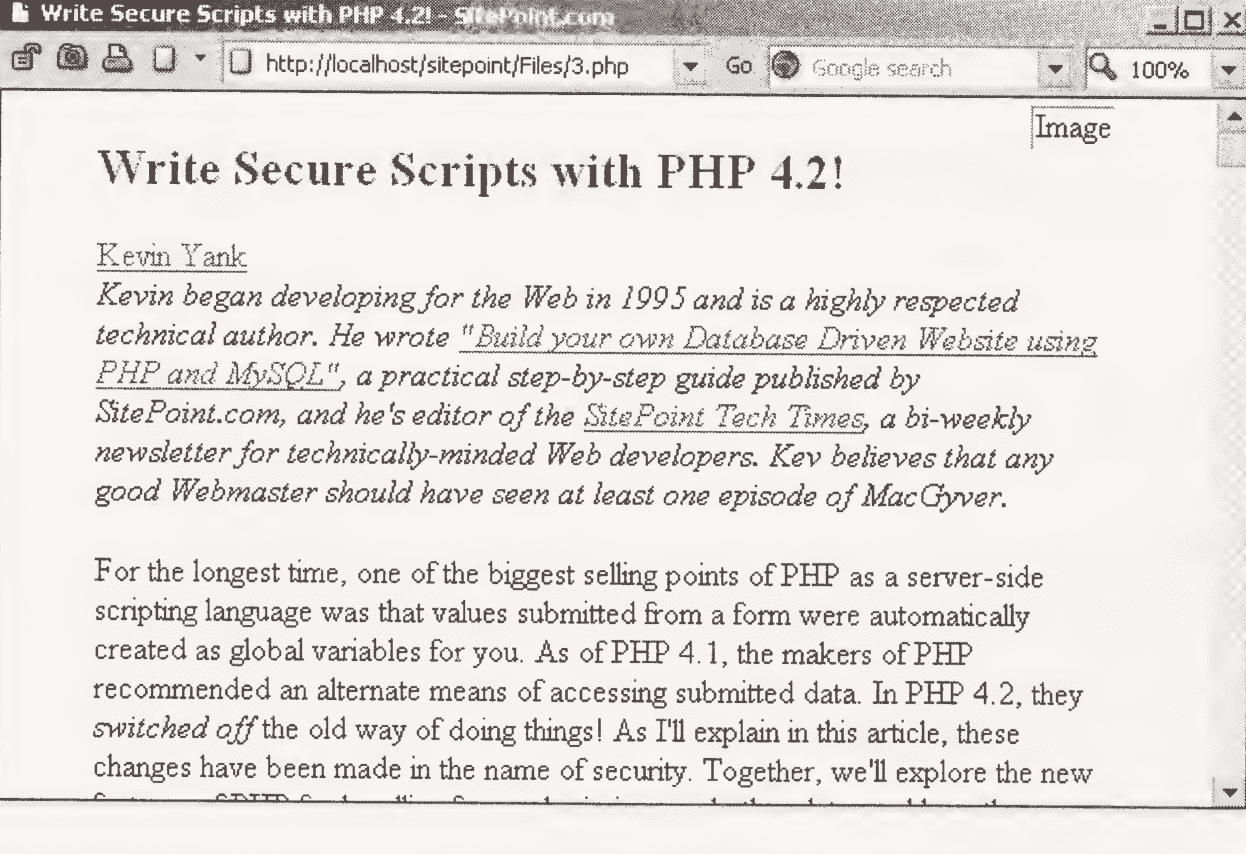 Write Secure Scripts with PHP 4.2! - SitePoint.com
http://localhost/sitepoint/Files/3.php Go Google search 100%
Image
Write Secure Scripts with PHP 4.2!
Kevin Yank
Kevin began developing for the Web in 1995 and is a highly respected
technical author. He wrote "Build your own Database Driven Website using
PHP and MySQL", a practical step-by-step guide published by
SitePoint.com, and he's editor of the SitePoint Tech Times, a bi-weekly
newsletter for technically-minded Web developers. Kev believes that any
good Webmaster should have seen at least one episode of MacGyver.
For the longest time, one of the biggest selling points of PHP as a server-side
scripting language was that values submitted from a form were automatically
created as global variables for you. As of PHP 4.1, the makers of PHP
recommended an alternate means of accessing submitted data. In PHP 4.2, they
switched off the old way of doing things! As I'll explain in this article, these
changes have been made in the name of security. Together, we'll explore the new